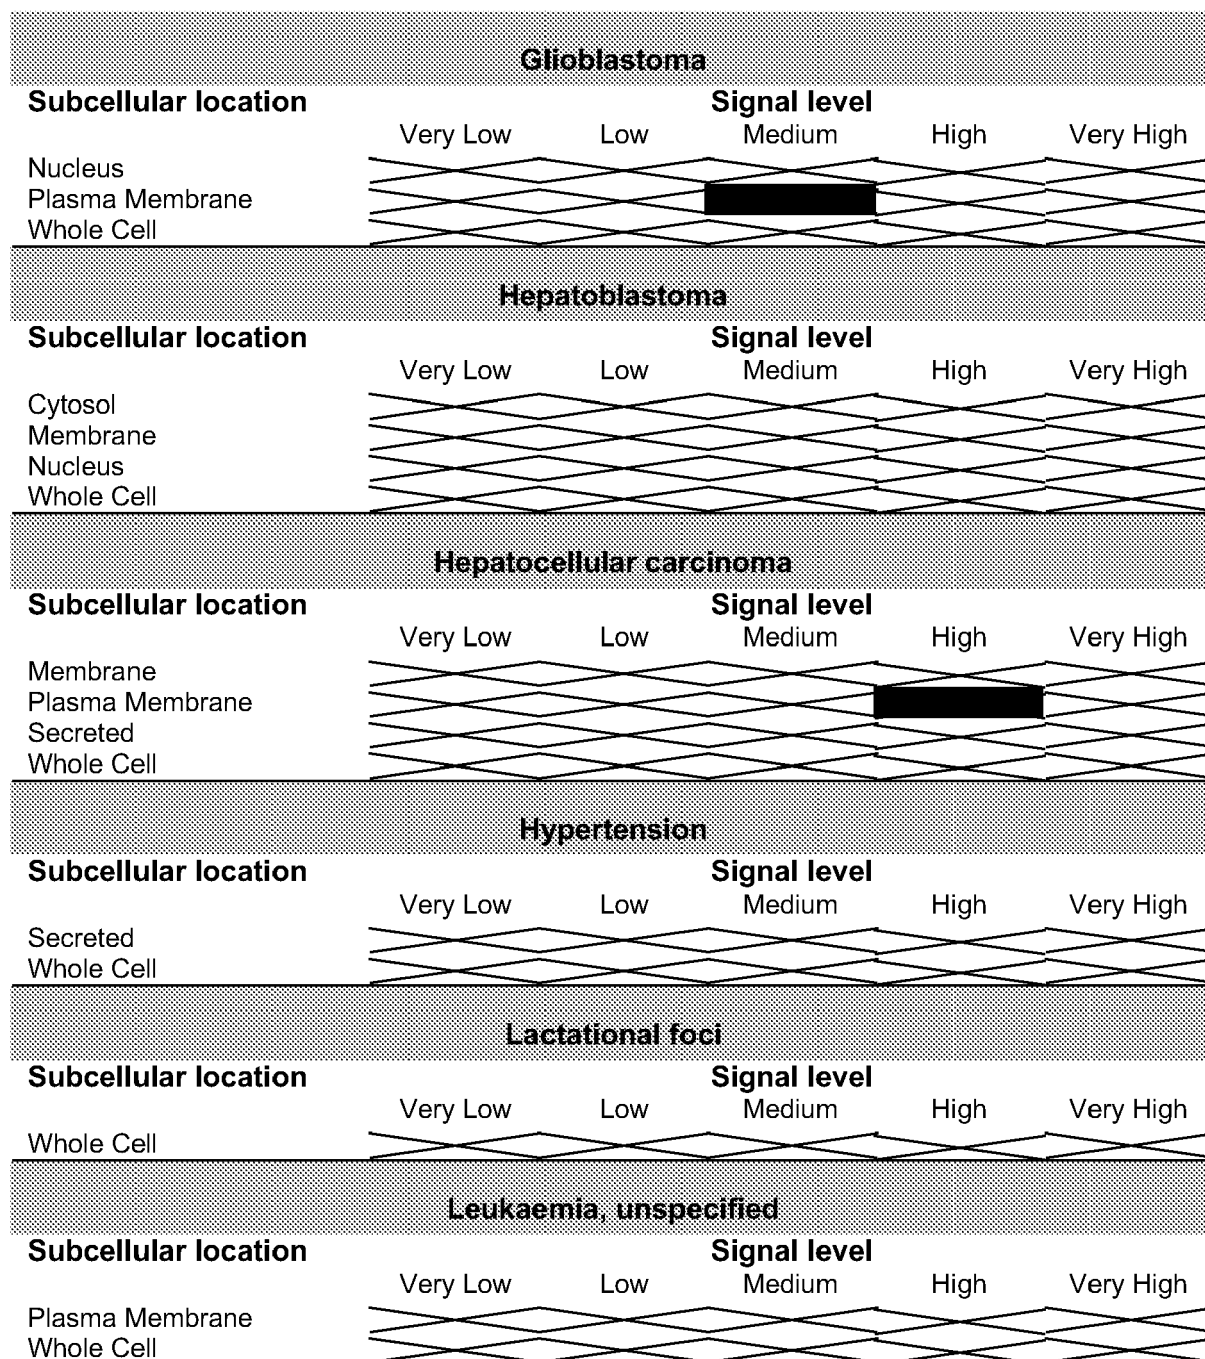 Glioblastoma
Subcellular location Signal level
Very Low Low Medium High Very High
Nucleus
Plasma Membrane
Whole Cell
Hepatoblastoma
Subcellular location Signal level
Very Low Low Medium High Very High
Cytosol
Membrane
Nucleus
Whole Cell
Hepatocellular carcinoma
Subcellular location Signal level
Very Low Low Medium High Very High
Membrane
Plasma Membrane
Secreted
Whole Cell
Hypertension
Subcellular location Signal level
Very Low Low Medium High Very High
Secreted
Whole Cell
Lactational foci
Subcellular location Signal level
Very Low Low Medium High Very High
Whole Cell
Leukaemia, unspecified
Subcellular location Signal level
Very Low Low Medium High Very High
Plasma Membrane
Whole Cell